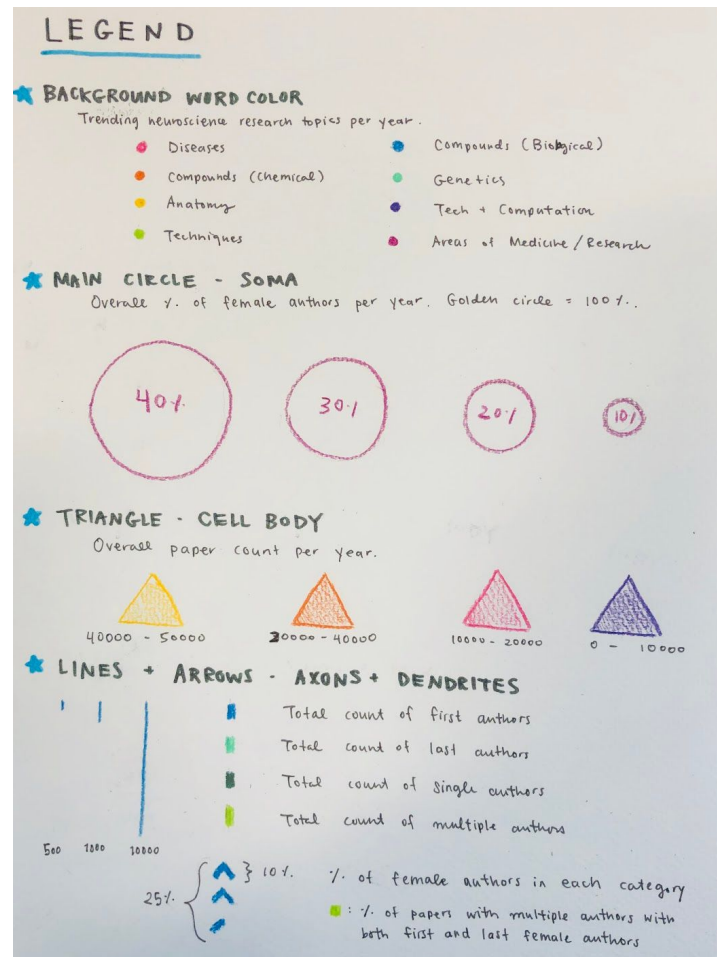 LEGEND
BACKGROUND WORD COLOR
Trending neuroscience research topics per year.
Diseases
Compounds (Chemical)
Anatomy
Techniques
Compounds (Biological)
Genetics
Tech + Computation
Areas of Medicine/Research
MAIN CIRCLE - SOMA
Overall % of female authors per year. Golden circle = 100%.
40% 30% 20% 10%
TRIANGLE - CELL BODY
Overall paper count per year.
40000 - 50000 30000 - 40000 10000 - 20000 0 - 10000
LINES + ARROWS - AXONS + DENDRITES
Total count of first authors
Total count of last authors
Total count of single authors
Total count of multiple authors
500 1000 10000
25% } 10% % of female authors in each category
: % of papers with multiple authors with
both first and last female authors